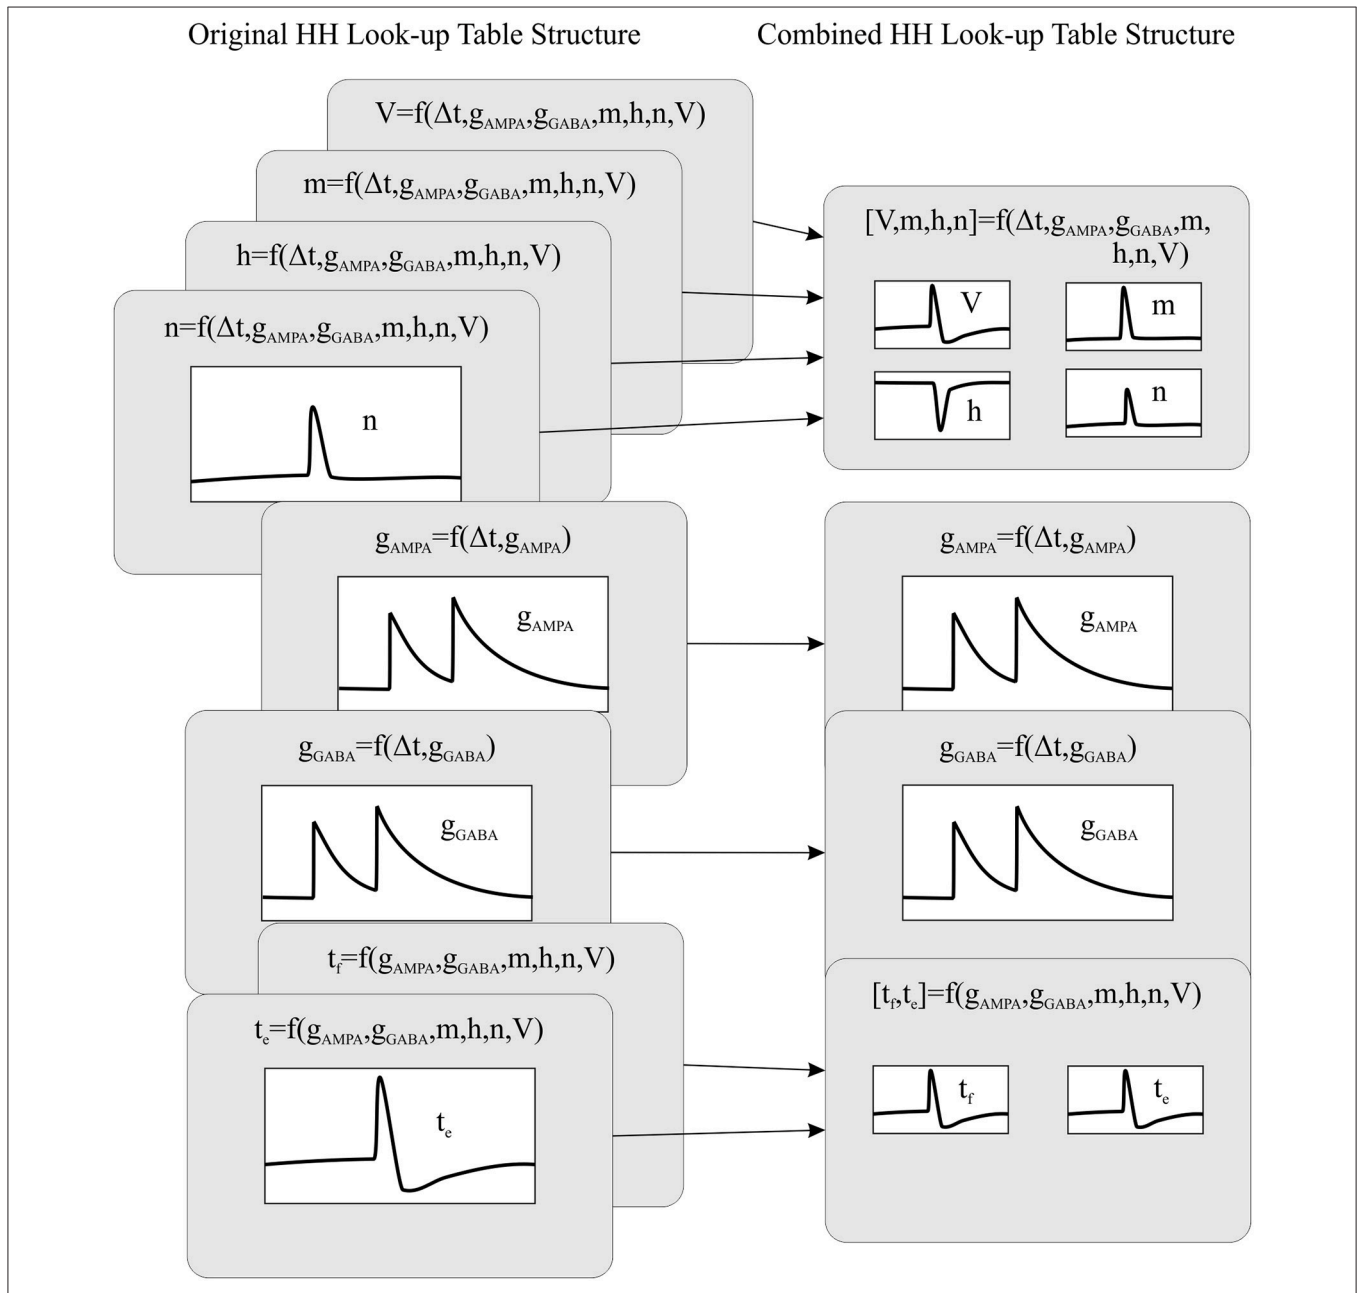 Original HH Look-up Table Structure
Combined HH Look-up Table Structure
V=f(Δt,gAMPA,gGABA,m,h,n,V)
m=f(Δt,gAMPA,gGABA,m,h,n,V)
h=f(Δt,gAMPA,gGABA,m,h,n,V)
n=f(Δt,gAMPA,gGABA,m,h,n,V)
n
gAMPA=f(Δt,gAMPA)
gAMPA
gGABA=f(Δt,gGABA)
gGABA
tf=f(gAMPA,gGABA,m,h,n,V)
te=f(gAMPA,gGABA,m,h,n,V)
te
[V,m,h,n]=f(Δt,gAMPA,gGABA,m,
h,n,V)
V
m
h
n
gAMPA=f(Δt,gAMPA)
gAMPA
gGABA=f(Δt,gGABA)
gGABA
[tf,te]=f(gAMPA,gGABA,m,h,n,V)
tf
te